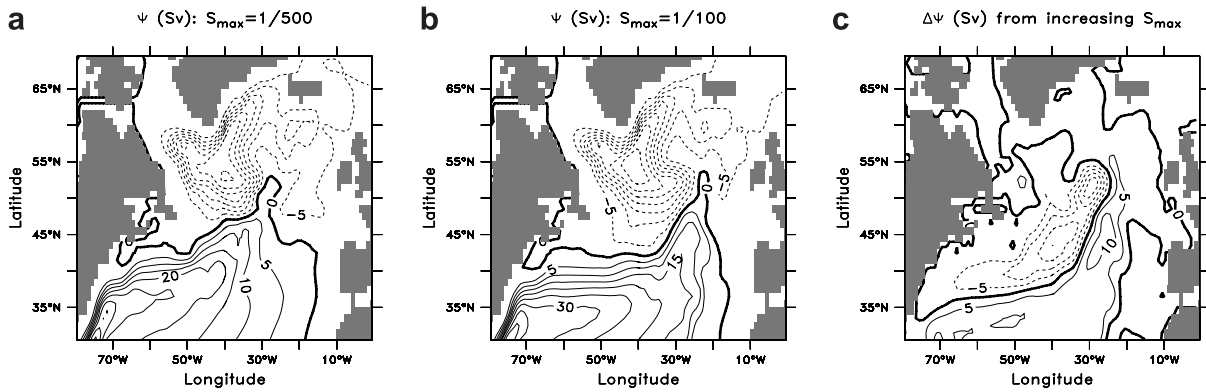 a
Ψ (Sv): Smax=1/500
65°N
55°N
45°N
35°N
Latitude
70°W
50°W
30°W
10°W
Longitude
0
-5
5
10
20
b
Ψ (Sv): Smax=1/100
65°N
55°N
45°N
35°N
Latitude
70°W
50°W
30°W
10°W
Longitude
0
-5
-5
5
15
30
c
ΔΨ (Sv) from increasing Smax
65°N
55°N
45°N
35°N
Latitude
70°W
50°W
30°W
10°W
Longitude
5
0
10
-5
5